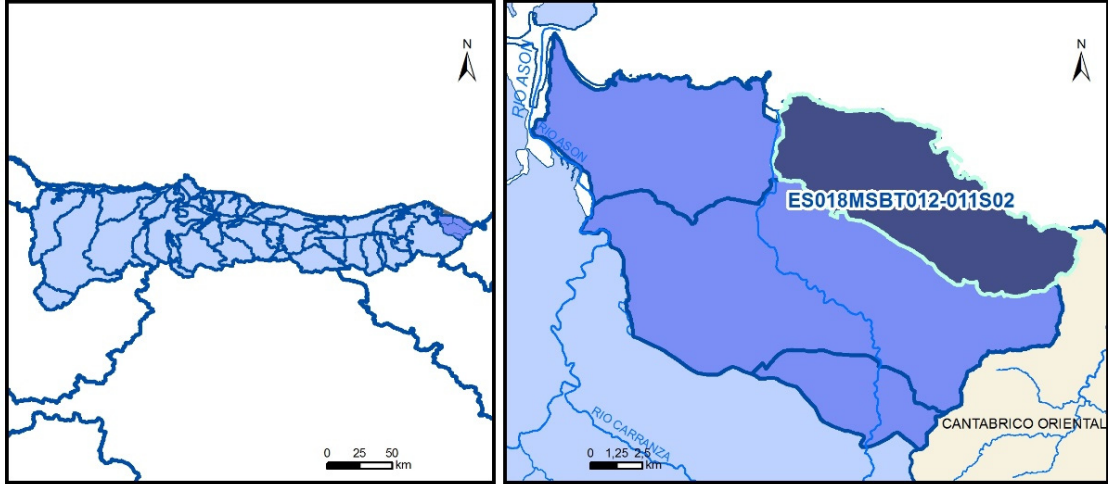 N
0 25 50
km
N
RIO ASON
RIO ASON
ES018MSBT012-011S02
CANTABRICO ORIENTAL
RIO CARRANZA
0 1,25 2,5
km